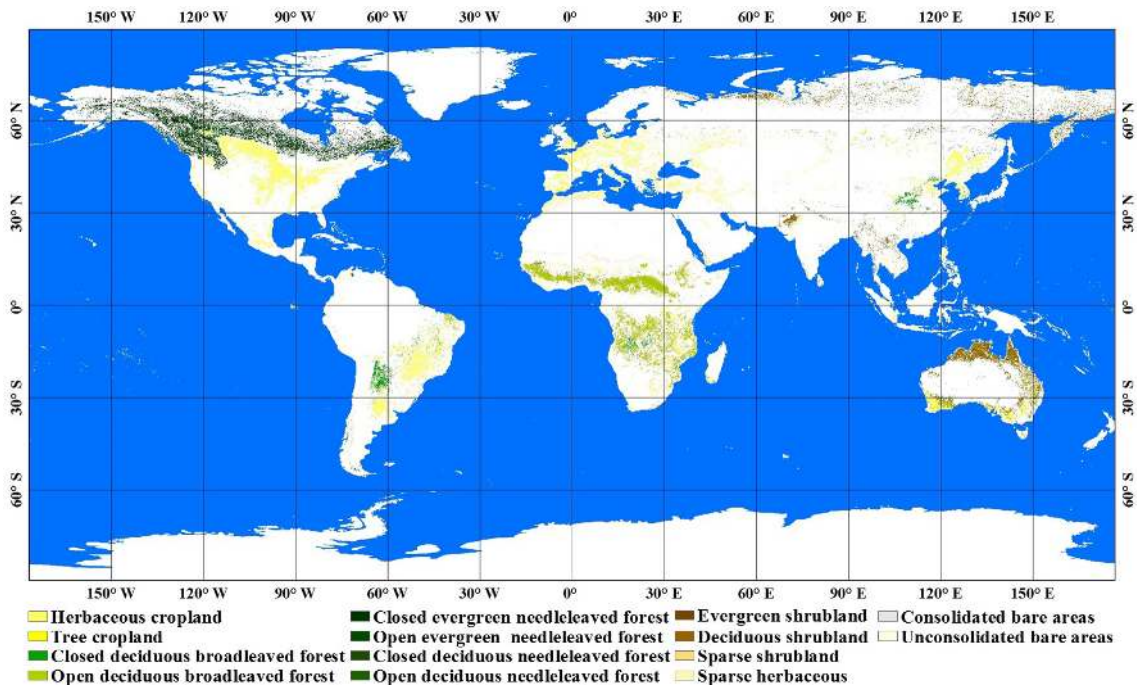 150° W 120° W 90° W 60° W 30° W 0° 30° E 60° E 90° E 120° E 150° E
60° N 60° N
30° N 30° N
0° 0°
30° S 30° S
60° S 60° S
150° W 120° W 90° W 60° W 30° W 0° 30° E 60° E 90° E 120° E 150° E
Herbaceous cropland Closed evergreen needleleaved forest Evergreen shrubland Consolidated bare areas
Tree cropland Open evergreen needleleaved forest Deciduous shrubland Unconsolidated bare areas
Closed deciduous broadleaved forest Closed deciduous needleleaved forest Sparse shrubland
Open deciduous broadleaved forest Open deciduous needleleaved forest Sparse herbaceous